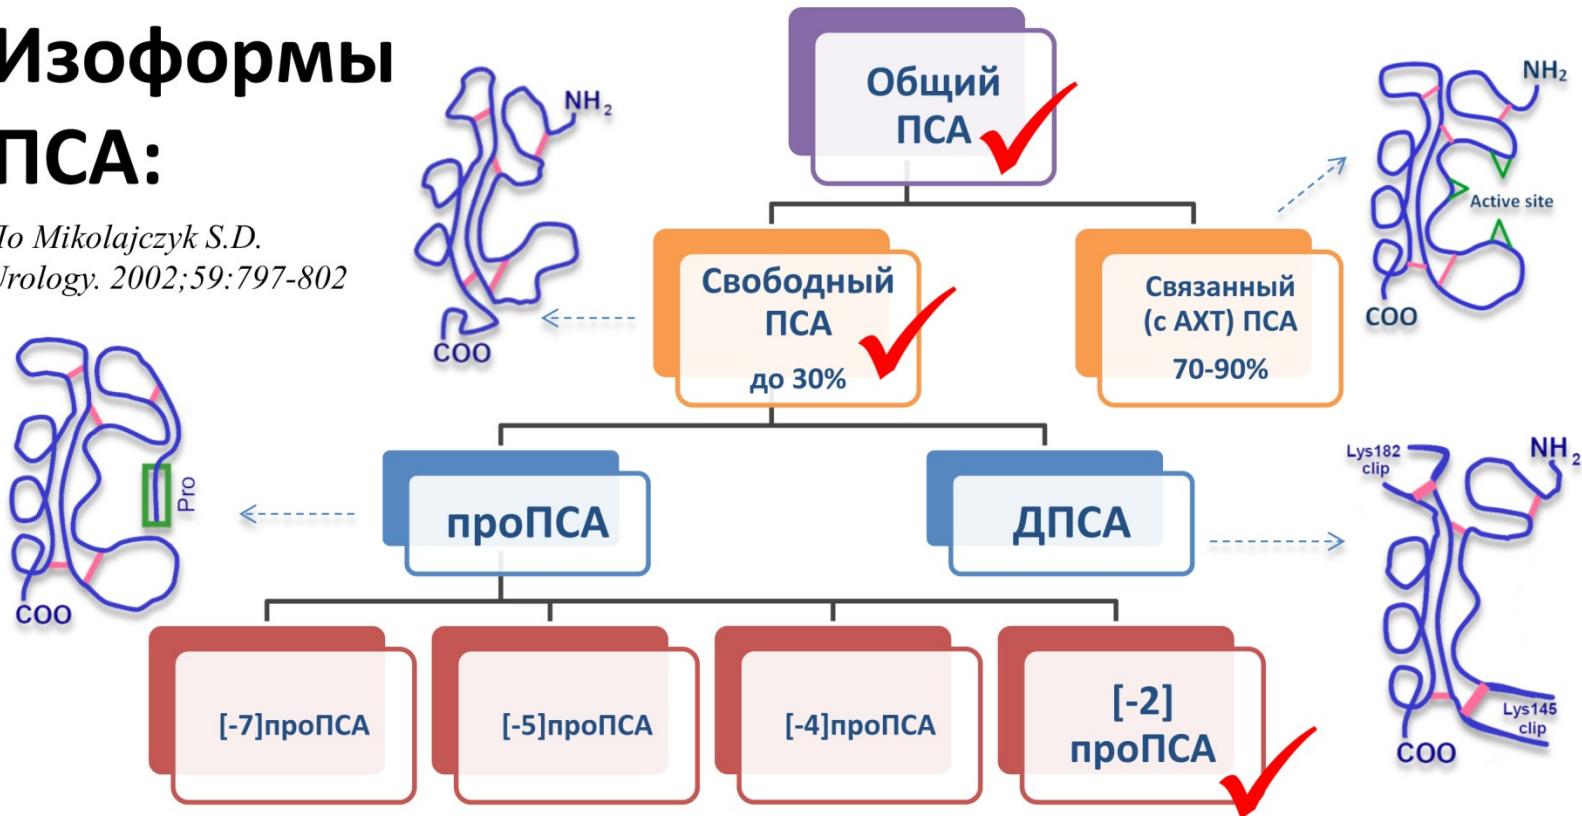 Изоформы
ПСА:
По Mikolajczyk S.D.
Urology. 2002;59:797-802
Общий
ПСА
NH2
COO
NH2
Active site
COO
Свободный
ПСА
до 30%
Связанный
(с АХТ) ПСА
70-90%
Pro
COO
проПСА
ДПСА
Lys182
clip
NH2
Lys145
clip
COO
[-7]проПСА
[-5]проПСА
[-4]проПСА
[-2]
проПСА